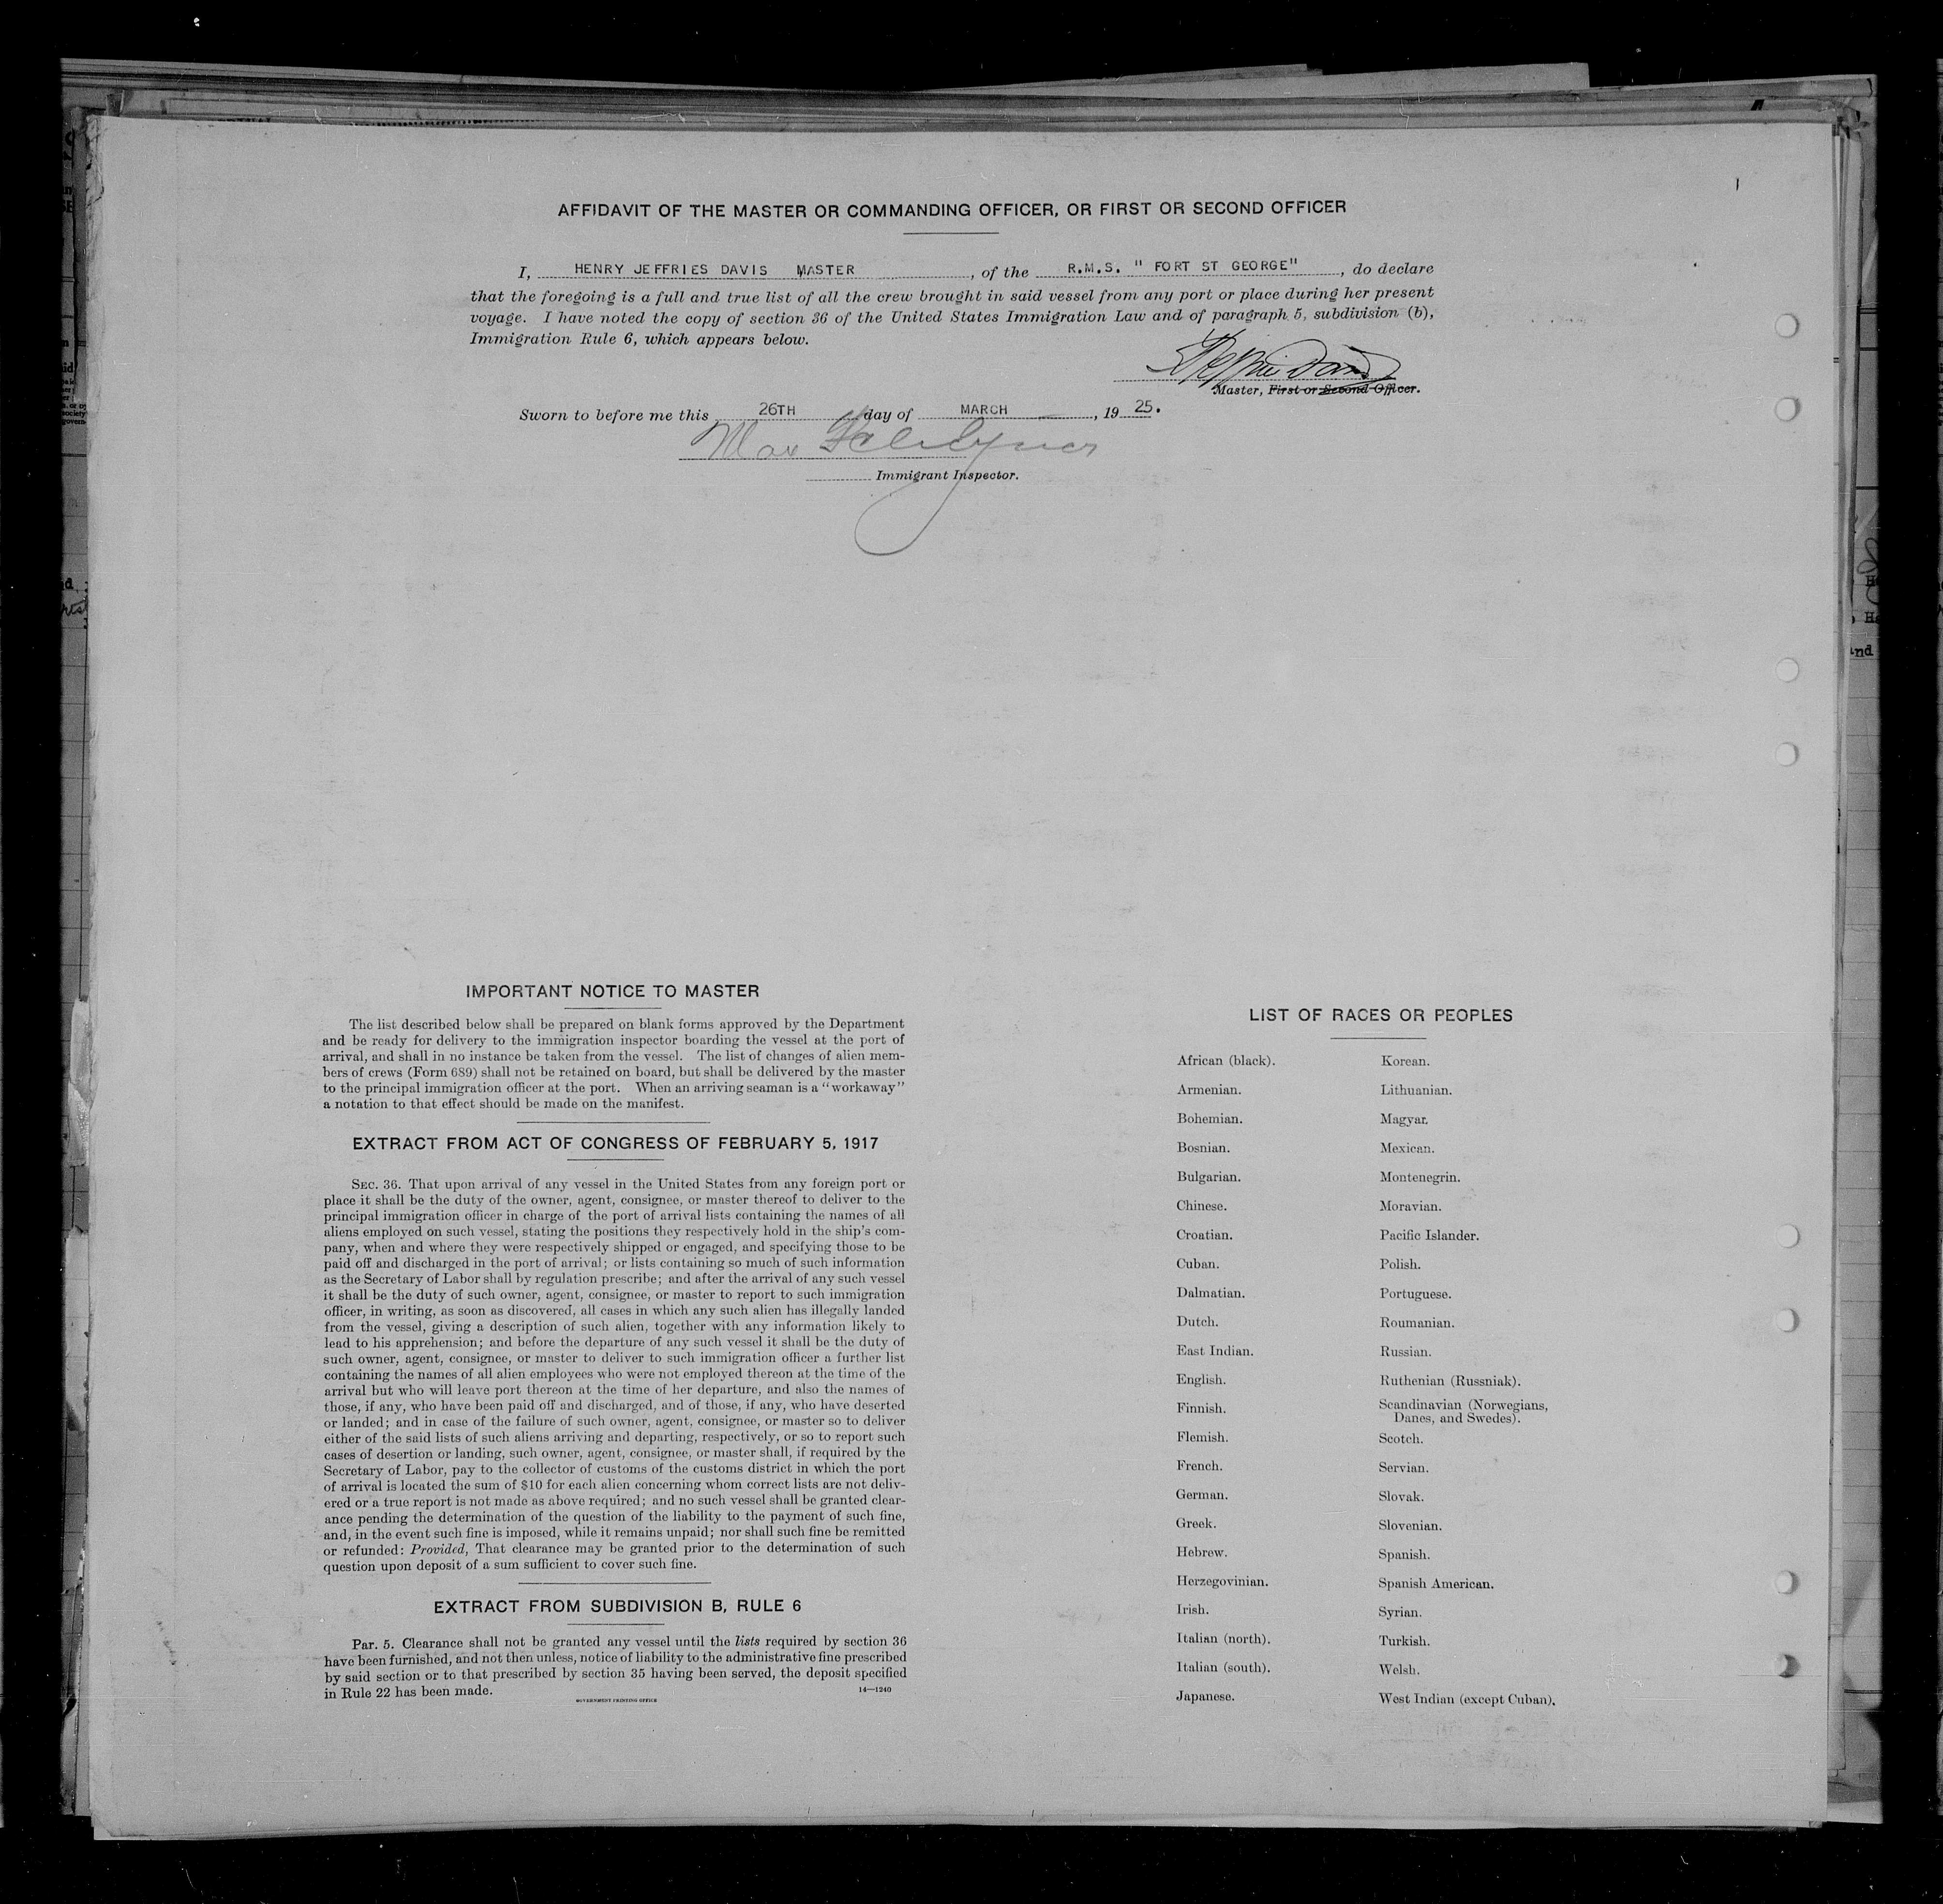 AFFIDAVIT OF THE MASTER OR COMMANDING OFFICER, OR FIRST OR SECOND OFFICER
I, HENRY JEFFRIES DAVIS MASTER, of the R.M.S. " FORT ST GEORGE", do declare
that the foregoing is a full and true list of all the crew brought in said vessel from any port or place during her present
voyage. I have noted the copy of section 36 of the United States Immigration Law and of paragraph 5, subdivision (b),
Immigration Rule 6, which appears below.
Master, First or Second Officer.
Sworn to before me this 26TH day of MARCH, 19 25.
Max
Immigrant Inspector.
IMPORTANT NOTICE TO MASTER
The list described below shall be prepared on blank forms approved by the Department
and be ready for delivery to the immigration inspector boarding the vessel at the port of
arrival, and shall in no instance be taken from the vessel. The list of changes of alien mem-
bers of crews (Form 689) shall not be retained on board, but shall be delivered by the master
to the principal immigration officer at the port. When an arriving seaman is a "workaway"
a notation to that effect should be made on the manifest.
EXTRACT FROM ACT OF CONGRESS OF FEBRUARY 5, 1917
SEC. 36. That upon arrival of any vessel in the United States from any foreign port or
place it shall be the duty of the owner, agent, consignee, or master thereof to deliver to the
principal immigration officer in charge of the port of arrival lists containing the names of all
aliens employed on such vessel, stating the positions they respectively hold in the ship's com-
pany, when and where they were respectively shipped or engaged, and specifying those to be
paid off and discharged in the port of arrival; or lists containing so much of such information
as the Secretary of Labor shall by regulation prescribe; and after the arrival of any such vessel
it shall be the duty of such owner, agent, consignee, or master to report to such immigration
officer, in writing, as soon as discovered, all cases in which any such alien has illegally landed
from the vessel, giving a description of such alien, together with any information likely to
lead to his apprehension; and before the departure of any such vessel it shall be the duty of
such owner, agent, consignee, or master to deliver to such immigration officer a further list
containing the names of all alien employees who were not employed thereon at the time of the
arrival but who will leave port thereon at the time of her departure, and also the names of
those, if any, who have been paid off and discharged, and of those, if any, who have deserted
or landed; and in case of the failure of such owner, agent, consignee, or master so to deliver
either of the said lists of such aliens arriving and departing, respectively, or so to report such
cases of desertion or landing, such owner, agent, consignee, or master shall, if required by the
Secretary of Labor, pay to the collector of customs of the customs district in which the port
of arrival is located the sum of $10 for each alien concerning whom correct lists are not deliv-
ered or a true report is not made as above required; and no such vessel shall be granted clear-
ance pending the determination of the question of the liability to the payment of such fine,
and, in the event such fine is imposed, while it remains unpaid; nor shall such fine be remitted
or refunded: Provided, That clearance may be granted prior to the determination of such
question upon deposit of a sum sufficient to cover such fine.
EXTRACT FROM SUBDIVISION B, RULE 6
Par. 5. Clearance shall not be granted any vessel until the lists required by section 36
have been furnished, and not then unless, notice of liability to the administrative fine prescribed
by said section or to that prescribed by section 35 having been served, the deposit specified
in Rule 22 has been made.
14—1240
GOVERNMENT PRINTING OFFICE
LIST OF RACES OR PEOPLES
African (black).
Armenian.
Bohemian.
Bosnian.
Bulgarian.
Chinese.
Croatian.
Cuban.
Dalmatian.
Dutch.
East Indian.
English.
Finnish.
Flemish.
French.
German.
Greek.
Hebrew.
Herzegovinian.
Irish.
Italian (north).
Italian (south).
Japanese.
Korean.
Lithuanian.
Magyar.
Mexican.
Montenegrin.
Moravian.
Pacific Islander.
Polish.
Portuguese.
Roumanian.
Russian.
Ruthenian (Russniak).
Scandinavian (Norwegians,
Danes, and Swedes).
Scotch.
Servian.
Slovak.
Slovenian.
Spanish.
Spanish American.
Syrian.
Turkish.
Welsh.
West Indian (except Cuban).